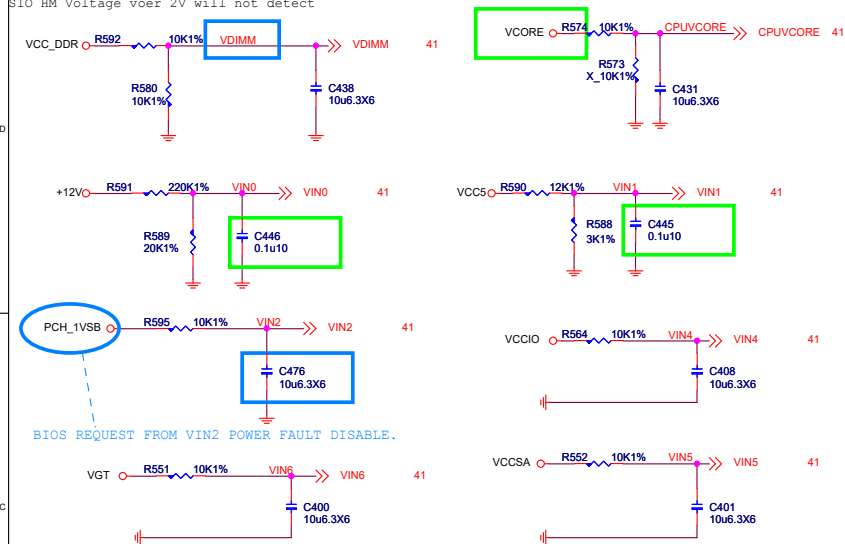 SIO HM Voltage voer 2V will not detect
VCC_DDR R592 10K1% VDIMM VDIMM 41
R580
10K1%
C438
10u6.3X6
VCORE R574 10K1% CPUVCORE CPUVCORE 41
R573
X_10K1%
C431
10u6.3X6
D
+12V R591 220K1% VIN0 VIN0 41
R589
20K1%
C446
0.1u10
VCC5 R590 12K1% VIN1 VIN1 41
R588
3K1%
C445
0.1u10
PCH_1VSB R595 10K1% VIN2 VIN2 41
C476
10u6.3X6
BIOS REQUEST FROM VIN2 POWER FAULT DISABLE.
VCCIO R564 10K1% VIN4 VIN4 41
C408
10u6.3X6
VGT R551 10K1% VIN6 VIN6 41
C400
10u6.3X6
VCCSA R552 10K1% VIN5 VIN5 41
C401
10u6.3X6
C